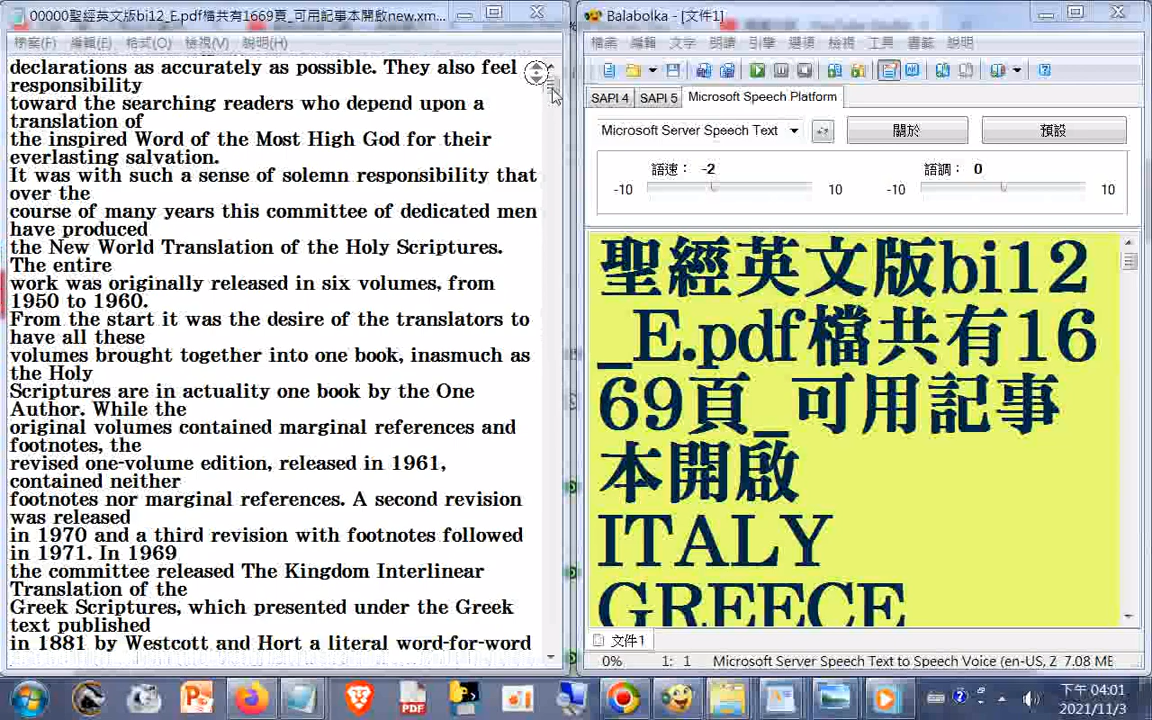 00000聖經英文版bi12_E.pdf檔共有1669頁_可用記事本開啟new.xm...
檔案(F) 編輯(E) 格式(O) 檢視(V) 說明(H)
declarations as accurately as possible. They also feel
responsibility
toward the searching readers who depend upon a
translation of
the inspired Word of the Most High God for their
everlasting salvation.
It was with such a sense of solemn responsibility that
over the
course of many years this committee of dedicated men
have produced
the New World Translation of the Holy Scriptures.
The entire
work was originally released in six volumes, from
1950 to 1960.
From the start it was the desire of the translators to
have all these
volumes brought together into one book, inasmuch as
the Holy
Scriptures are in actuality one book by the One
Author. While the
original volumes contained marginal references and
footnotes, the
revised one-volume edition, released in 1961,
contained neither
footnotes nor marginal references. A second revision
was released
in 1970 and a third revision with footnotes followed
in 1971. In 1969
the committee released The Kingdom Interlinear
Translation of the
Greek Scriptures, which presented under the Greek
text published
in 1881 by Westcott and Hort a literal word-for-word
Balabolka - [文件1]
檔案 編輯 文字 朗讀 引擎 選項 檢視 工具 書籤 說明
SAPI 4 SAPI 5 Microsoft Speech Platform
Microsoft Server Speech Text 關於 預設
語速： -2 語調： 0
-10 10 -10 10
聖經英文版bi12
_E.pdf檔共有16
69頁_可用記事
本開啟
ITALY
GREECE
文件1
0% 1: 1 Microsoft Server Speech Text to Speech Voice (en-US, Z 7.08 ME
PDF
下午 04:01
2021/11/3